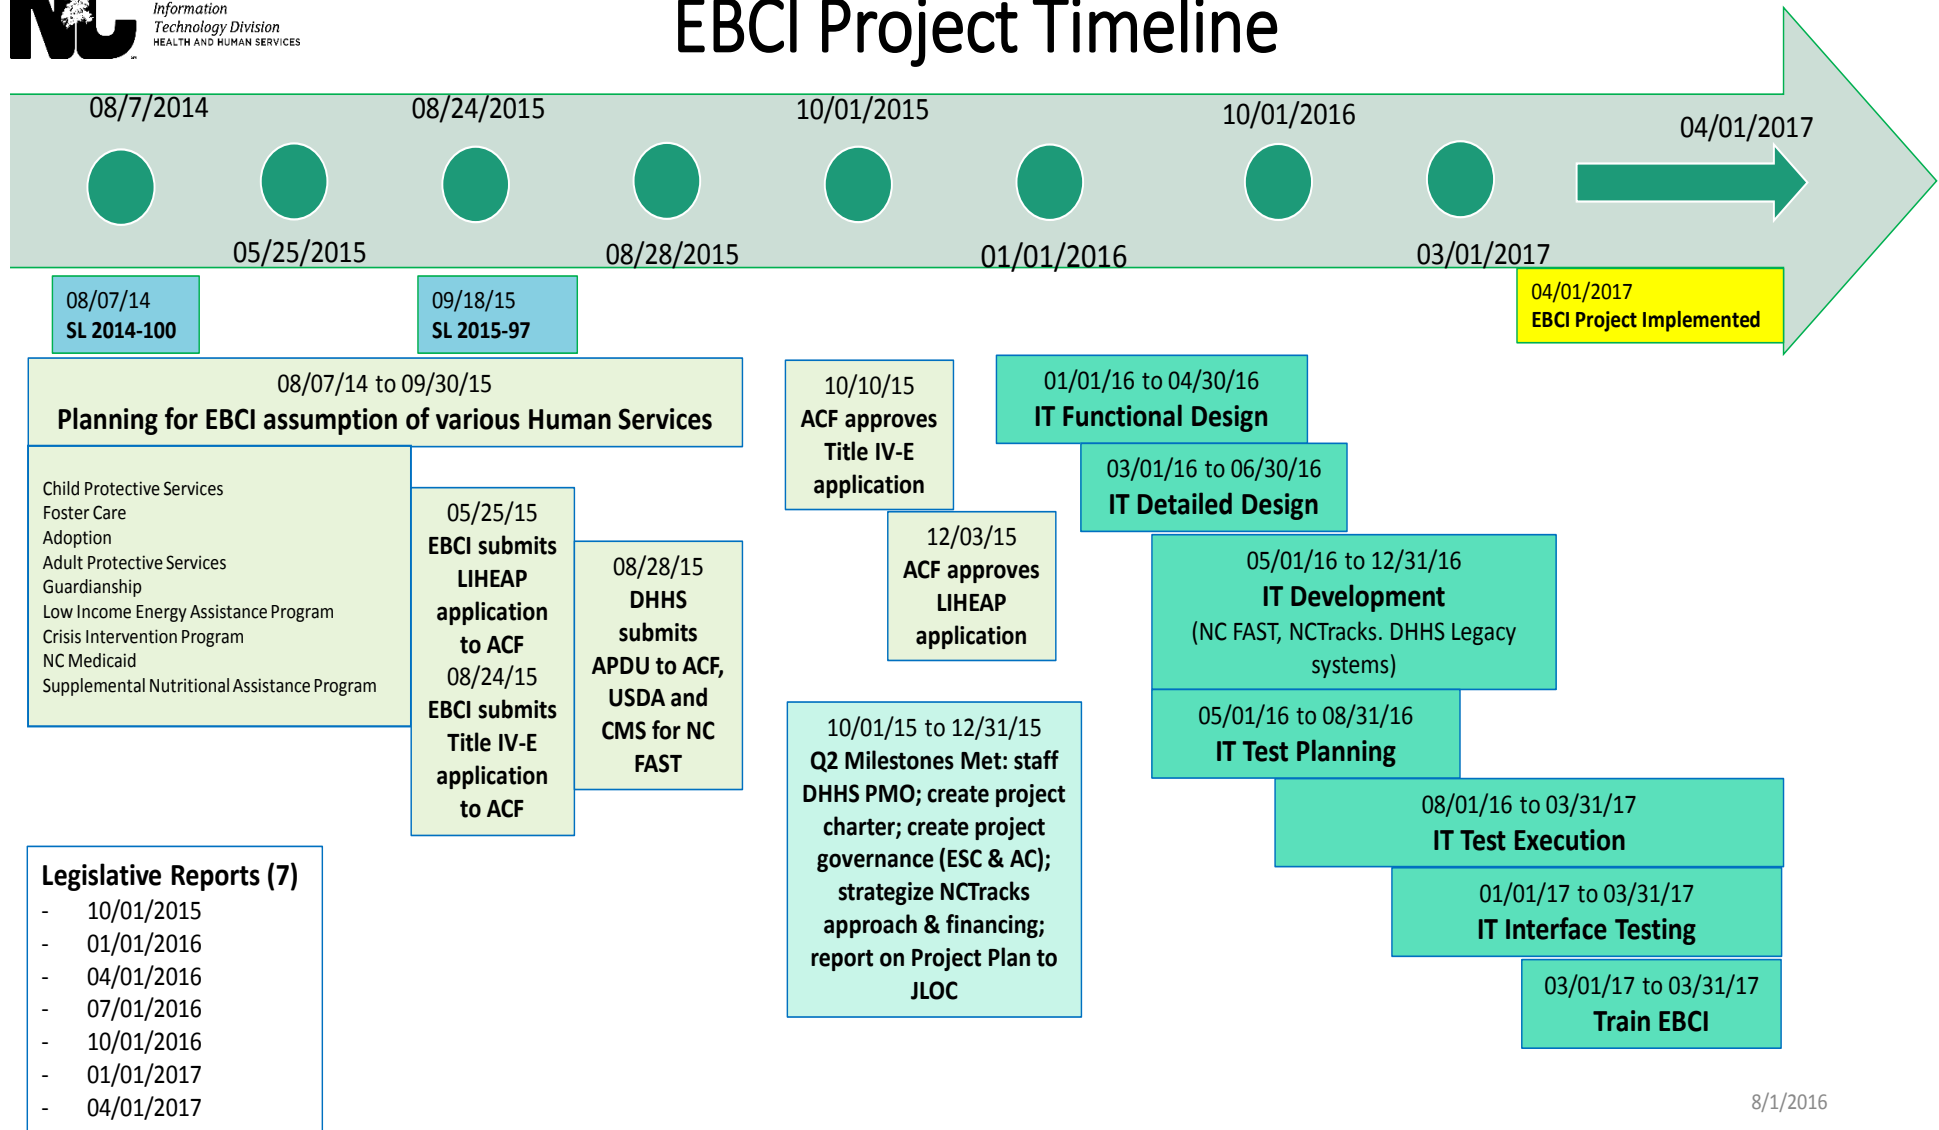 NC
Information
Technology Division
HEALTH AND HUMAN SERVICES
EBCI Project Timeline
08/7/2014
08/24/2015
10/01/2015
10/01/2016
04/01/2017
05/25/2015
08/28/2015
01/01/2016
03/01/2017
08/07/14
SL 2014-100
09/18/15
SL 2015-97
04/01/2017
EBCI Project Implemented
08/07/14 to 09/30/15
Planning for EBCI assumption of various Human Services
Child Protective Services
Foster Care
Adoption
Adult Protective Services
Guardianship
Low Income Energy Assistance Program
Crisis Intervention Program
NC Medicaid
Supplemental Nutritional Assistance Program
05/25/15
EBCI submits
LIHEAP
application
to ACF
08/24/15
EBCI submits
Title IV-E
application
to ACF
08/28/15
DHHS
submits
APDU to ACF,
USDA and
CMS for NC
FAST
10/10/15
ACF approves
Title IV-E
application
12/03/15
ACF approves
LIHEAP
application
10/01/15 to 12/31/15
Q2 Milestones Met: staff
DHHS PMO; create project
charter; create project
governance (ESC & AC);
strategize NCTracks
approach & financing;
report on Project Plan to
JLOC
01/01/16 to 04/30/16
IT Functional Design
03/01/16 to 06/30/16
IT Detailed Design
05/01/16 to 12/31/16
IT Development
(NC FAST, NCTracks. DHHS Legacy
systems)
05/01/16 to 08/31/16
IT Test Planning
08/01/16 to 03/31/17
IT Test Execution
01/01/17 to 03/31/17
IT Interface Testing
03/01/17 to 03/31/17
Train EBCI
Legislative Reports (7)
- 10/01/2015
- 01/01/2016
- 04/01/2016
- 07/01/2016
- 10/01/2016
- 01/01/2017
- 04/01/2017
8/1/2016